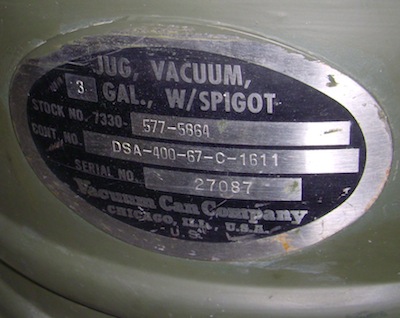 JUG, VACUUM,
3 GAL., W/SPIGOT
STOCK NO. 7330- 577-5864
CONT. NO. DSA-400-67-C-1611
SERIAL NO. 27087
Vacuum Can Company
CHICAGO, ILL., U.S.A.
U.S.